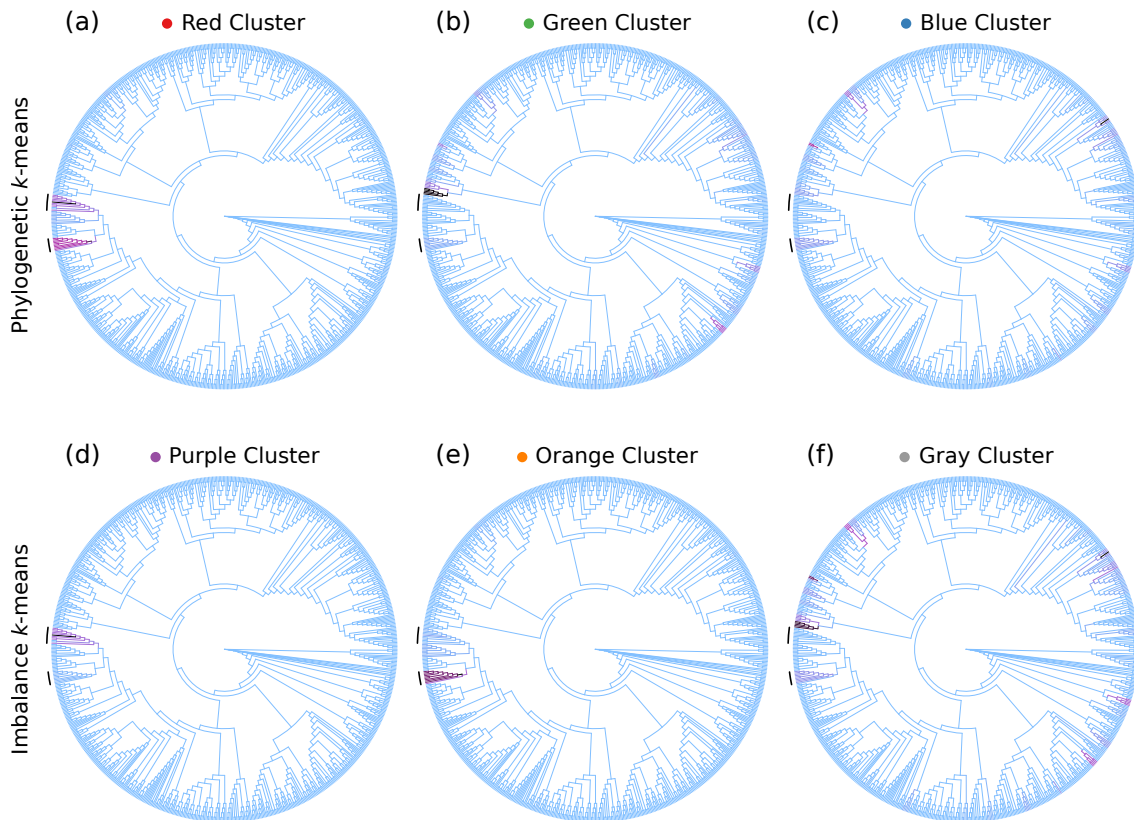 (a) Red Cluster
(b) Green Cluster
(c) Blue Cluster
Phylogenetic k-means
(d) Purple Cluster
(e) Orange Cluster
(f) Gray Cluster
Imbalance k-means